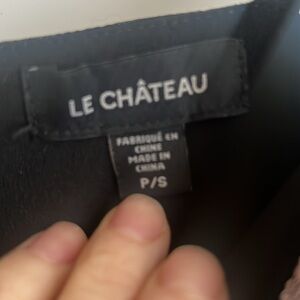 LE CHÂTEAU
FABRIQUÉ EN
CHINE
MADE IN
CHINA
P/S